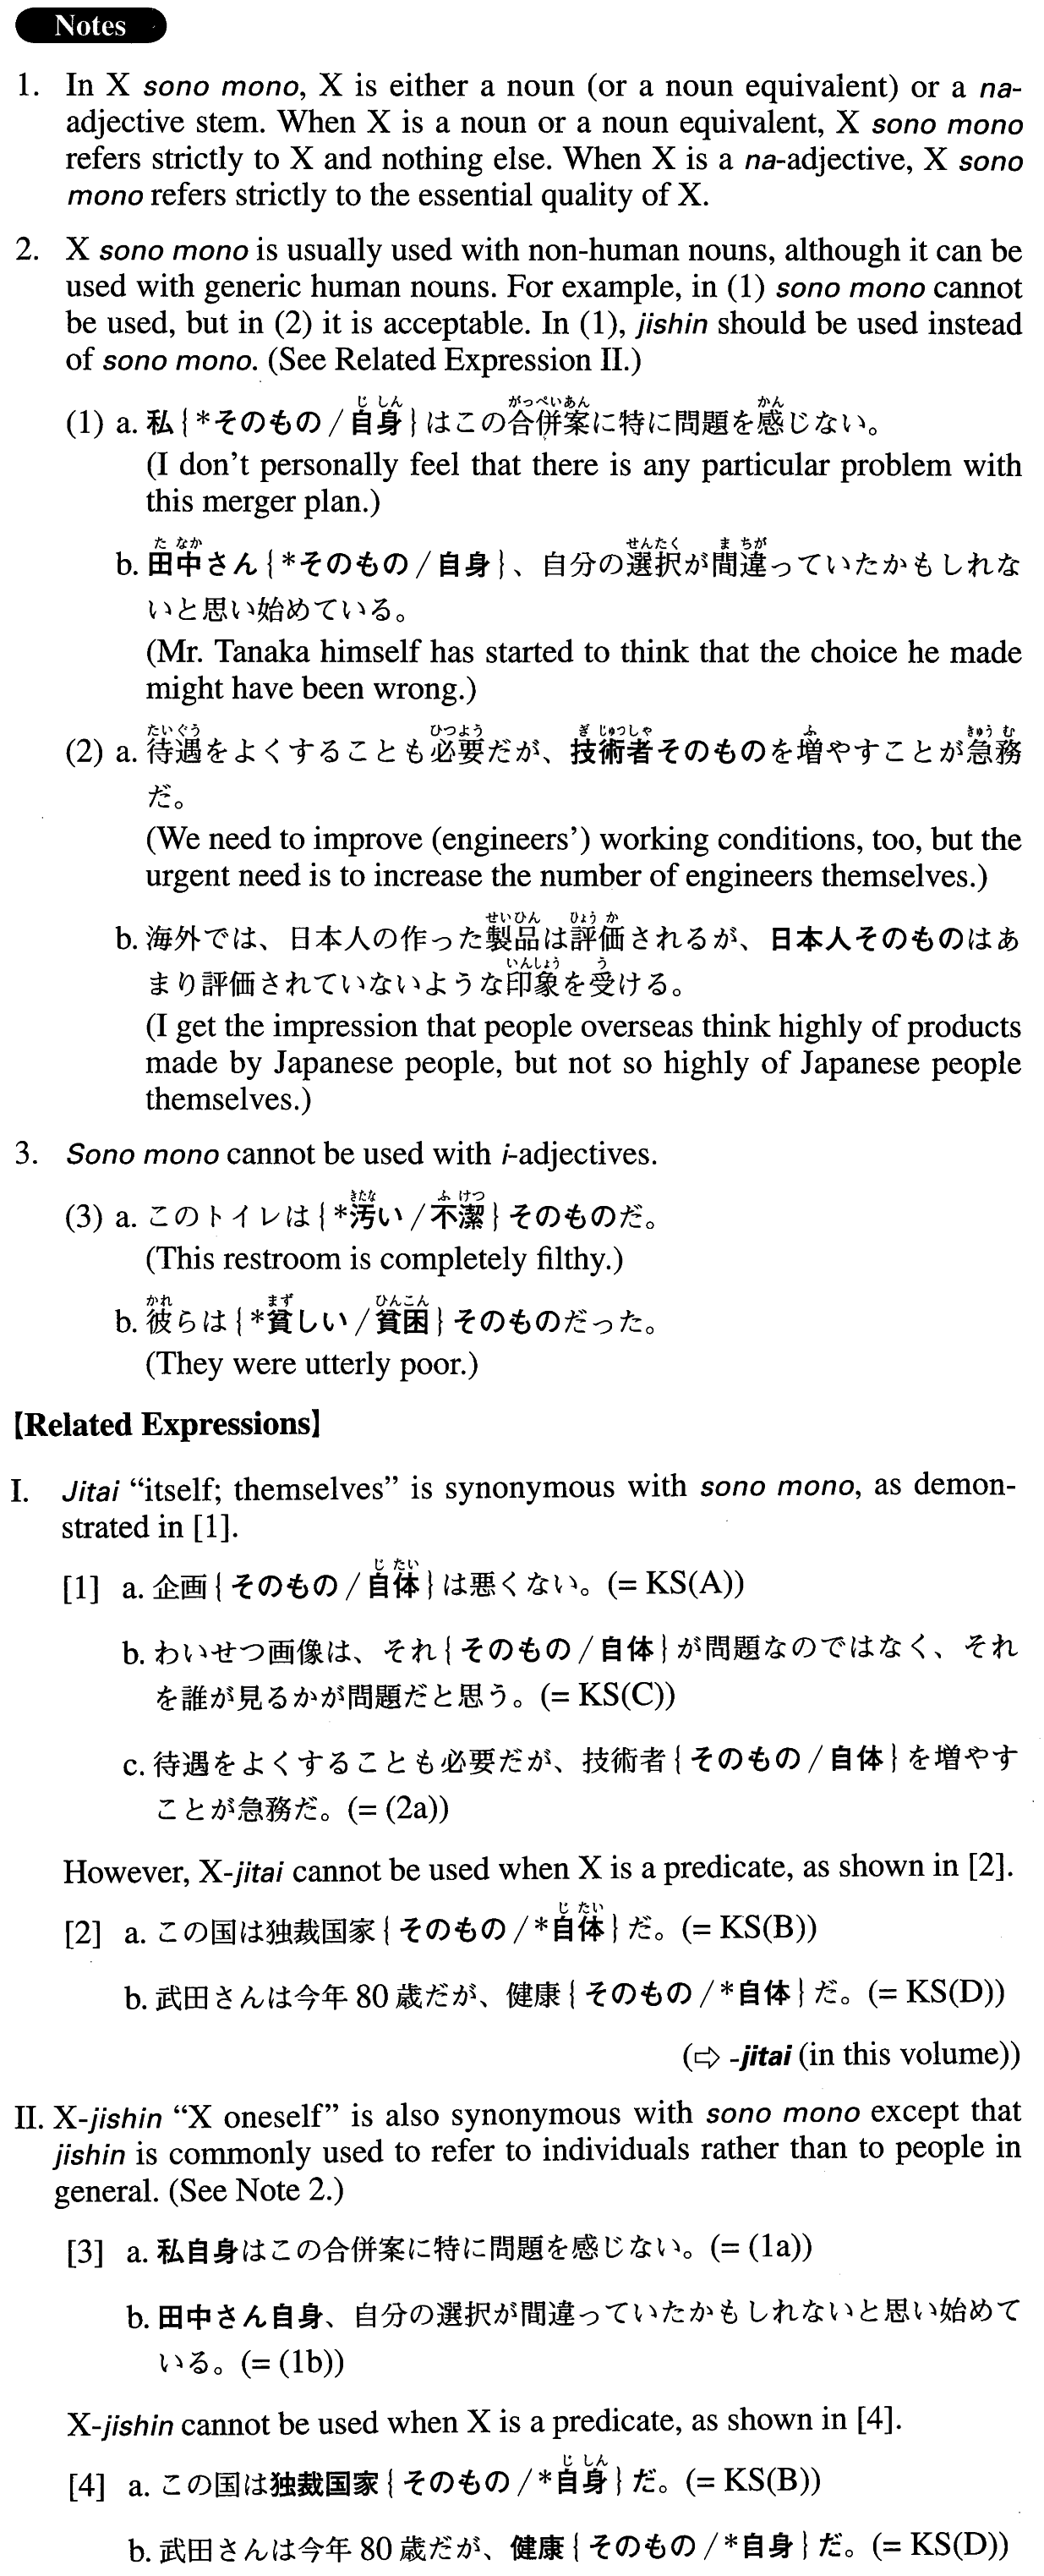 Notes
1. In X sono mono, X is either a noun (or a noun equivalent) or a na-
adjective stem. When X is a noun or a noun equivalent, X sono mono
refers strictly to X and nothing else. When X is a na-adjective, X sono
mono refers strictly to the essential quality of X.
2. X sono mono is usually used with non-human nouns, although it can be
used with generic human nouns. For example, in (1) sono mono cannot
be used, but in (2) it is acceptable. In (1), jishin should be used instead
of sono mono. (See Related Expression II.)
じ しん がっぺいあん かん
(1) a. 私{*そのもの / 自身}はこの合併案に特に問題を感じない。
(I don't personally feel that there is any particular problem with
this merger plan.)
た なか せんたく ま ちが
b. 田中さん{*そのもの / 自身}、自分の選択が間違っていたかもしれな
いと思い始めている。
(Mr. Tanaka himself has started to think that the choice he made
might have been wrong.)
たいぐう ひつよう ぎ じゅつしゃ ふ きゅう む
(2) a. 待遇をよくすることも必要だが、技術者そのものを増やすことが急務
だ。
(We need to improve (engineers') working conditions, too, but the
urgent need is to increase the number of engineers themselves.)
せいひん ひょう か
b. 海外では、日本人の作った製品は評価されるが、日本人そのものはあ
いんしょう う
まり評価されていないような印象を受ける。
(I get the impression that people overseas think highly of products
made by Japanese people, but not so highly of Japanese people
themselves.)
3. Sono mono cannot be used with i-adjectives.
きたな ふ けつ
(3) a. このトイレは{*汚い / 不潔}そのものだ。
(This restroom is completely filthy.)
かれ まず ひんこん
b. 彼らは{*貧しい / 貧困}そのものだった。
(They were utterly poor.)
【Related Expressions】
I. Jitai “itself; themselves” is synonymous with sono mono, as demon-
strated in [1].
じ たい
[1] a. 企画{そのもの / 自体}は悪くない。(= KS(A))
b. わいせつ画像は、それ{そのもの / 自体}が問題なのではなく、それ
を誰が見るかが問題だと思う。(= KS(C))
c. 待遇をよくすることも必要だが、技術者{そのもの / 自体}を増やす
ことが急務だ。(= (2a))
However, X-jitai cannot be used when X is a predicate, as shown in [2].
じ たい
[2] a. この国は独裁国家{そのもの / *自体}だ。(= KS(B))
b. 武田さんは今年 80 歳だが、健康{そのもの / *自体}だ。(= KS(D))
(⇨ -jitai (in this volume))
II. X-jishin “X oneself” is also synonymous with sono mono except that
jishin is commonly used to refer to individuals rather than to people in
general. (See Note 2.)
[3] a. 私自身はこの合併案に特に問題を感じない。(= (1a))
b. 田中さん自身、自分の選択が間違っていたかもしれないと思い始めて
いる。(= (1b))
X-jishin cannot be used when X is a predicate, as shown in [4].
じ しん
[4] a. この国は独裁国家{そのもの / *自身}だ。(= KS(B))
b. 武田さんは今年 80 歳だが、健康{そのもの / *自身}だ。(= KS(D))